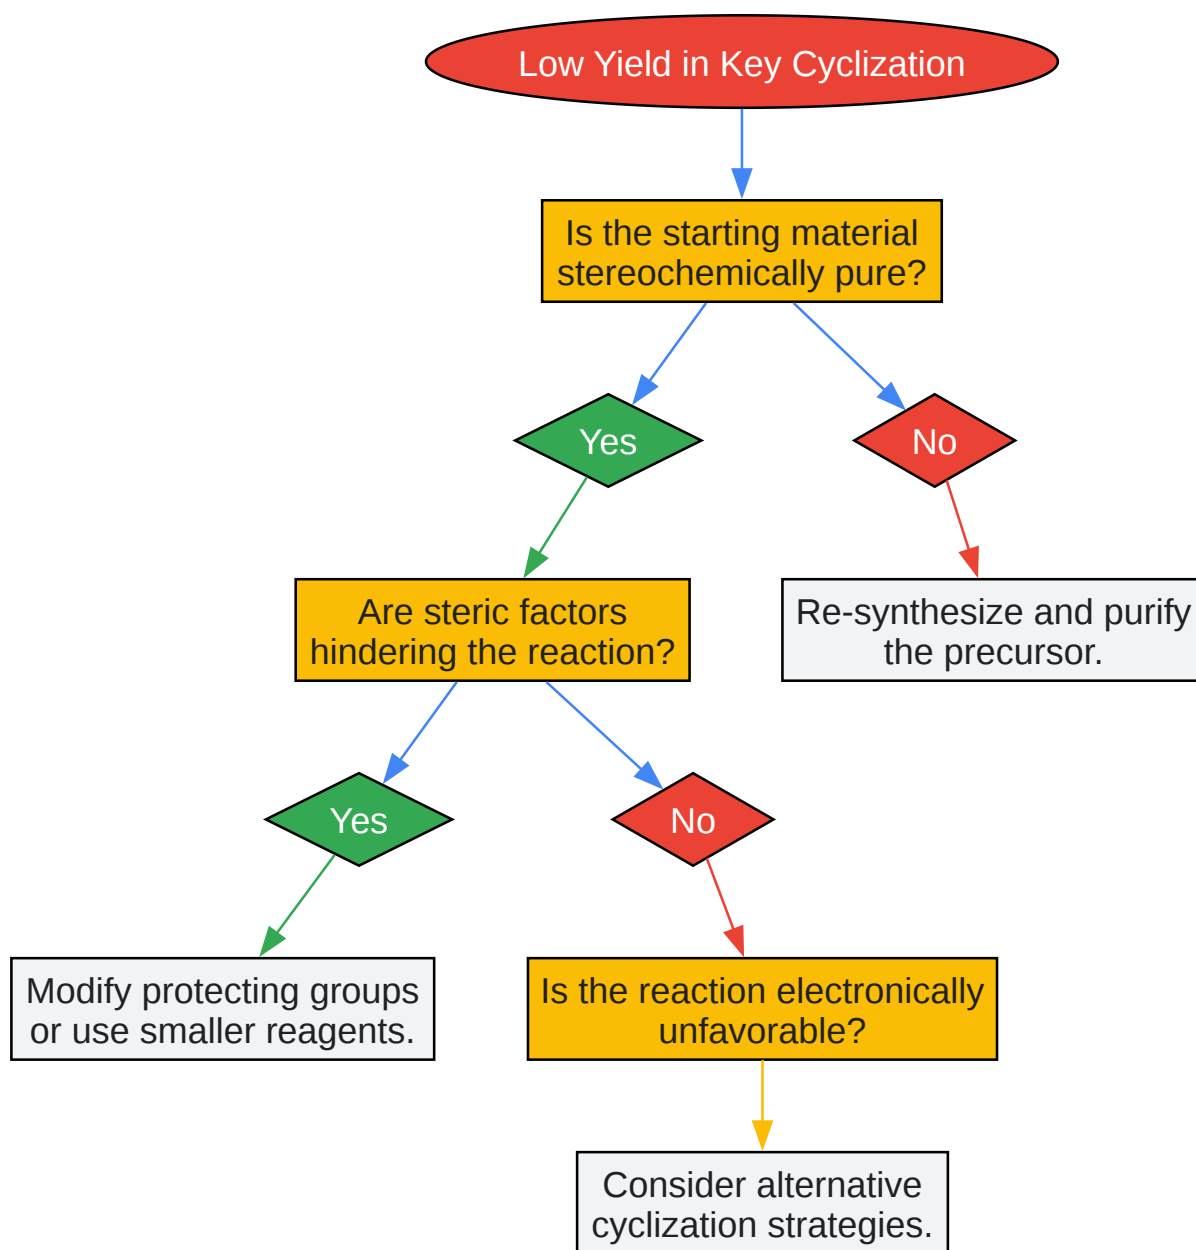 Low Yield in Key Cyclization
Is the starting material
stereochemically pure?
Yes
No
Are steric factors
hindering the reaction?
Re-synthesize and purify
the precursor.
Yes
No
Modify protecting groups
or use smaller reagents.
Is the reaction electronically
unfavorable?
Consider alternative
cyclization strategies.